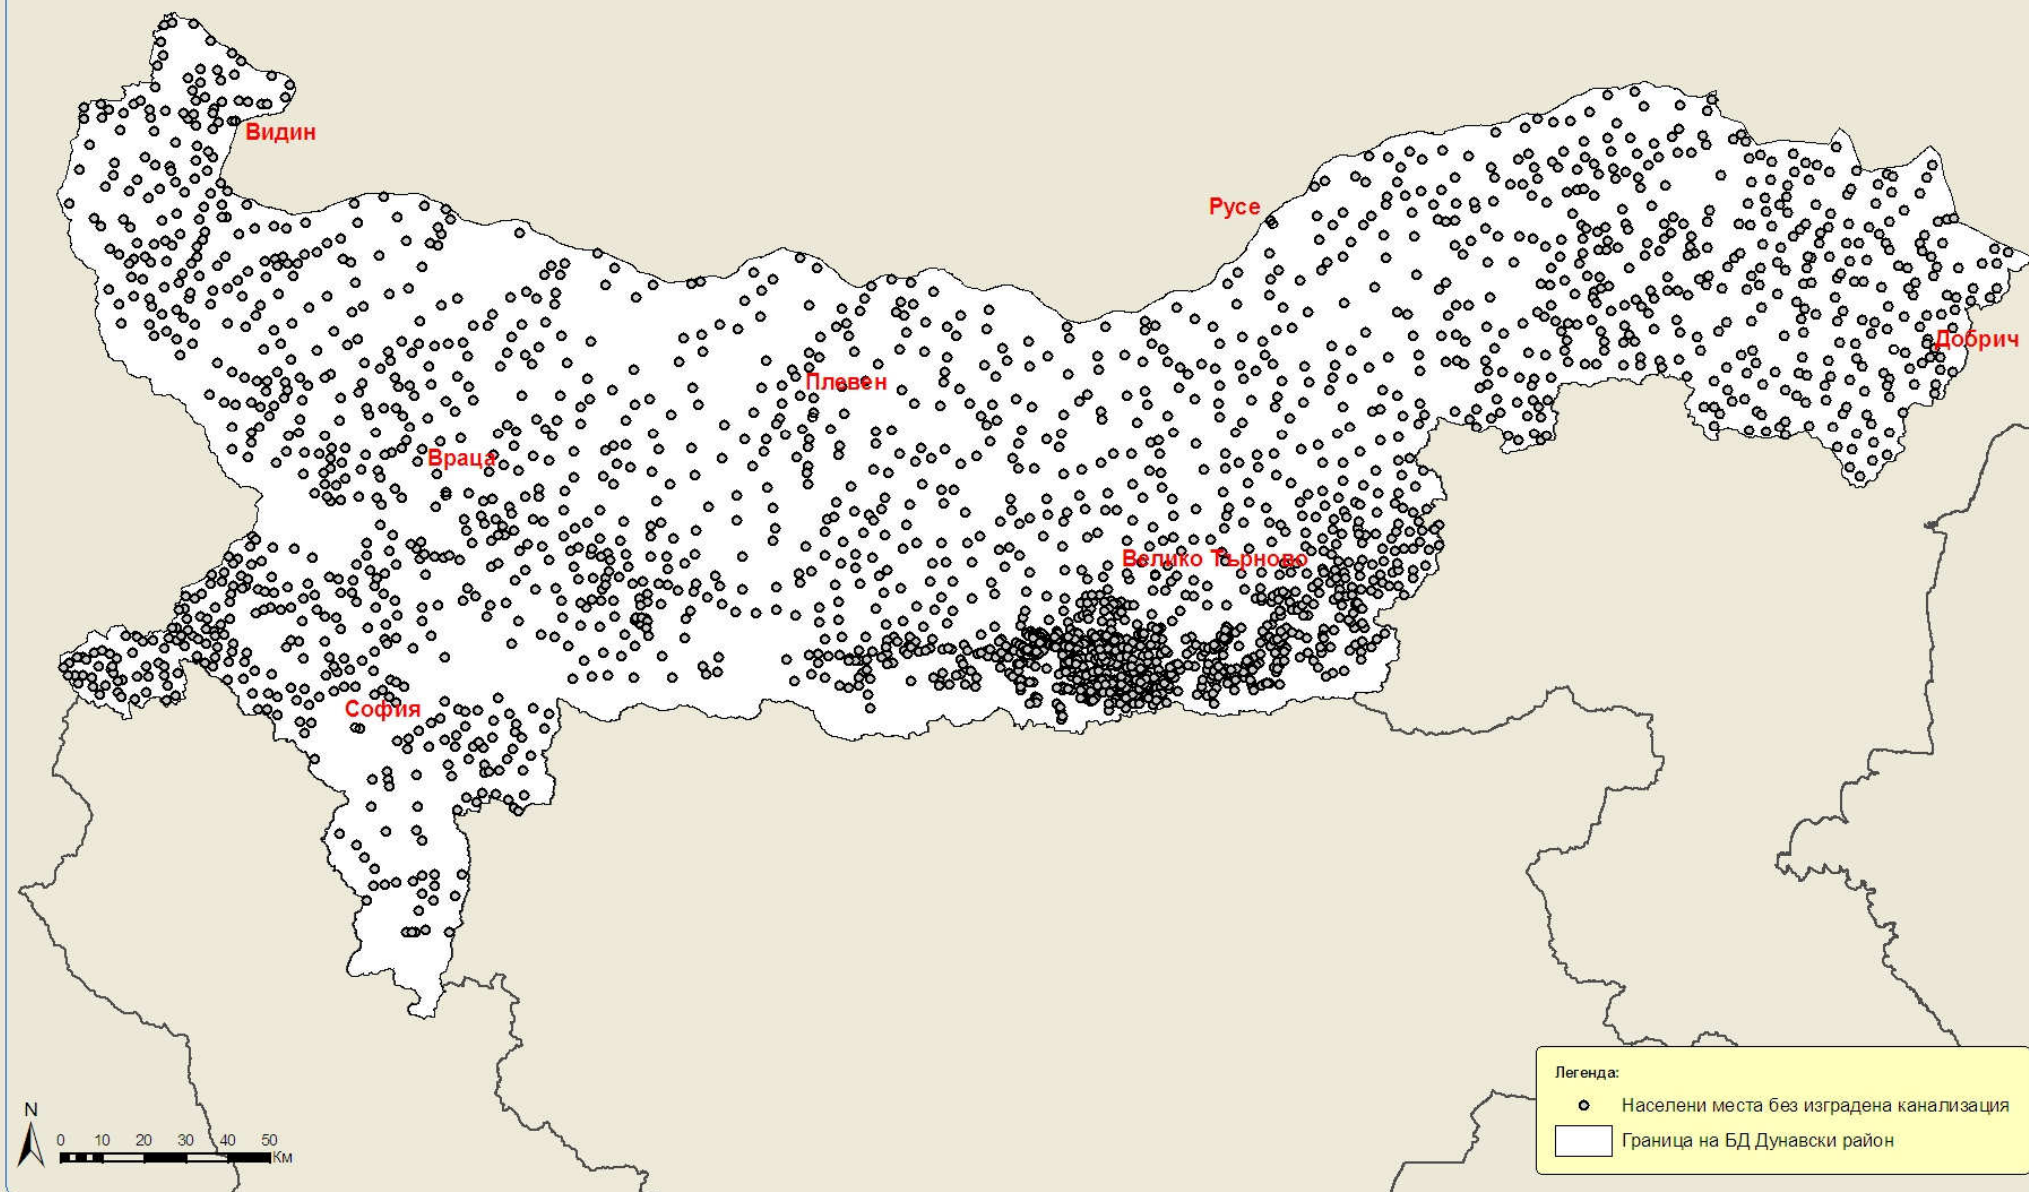 Видин
Русе
Добрич
Плевен
Враца
Велико Търново
София
Легенда:
Населени места без изградена канализация
Граница на БД Дунавски район
N
0 10 20 30 40 50
Км